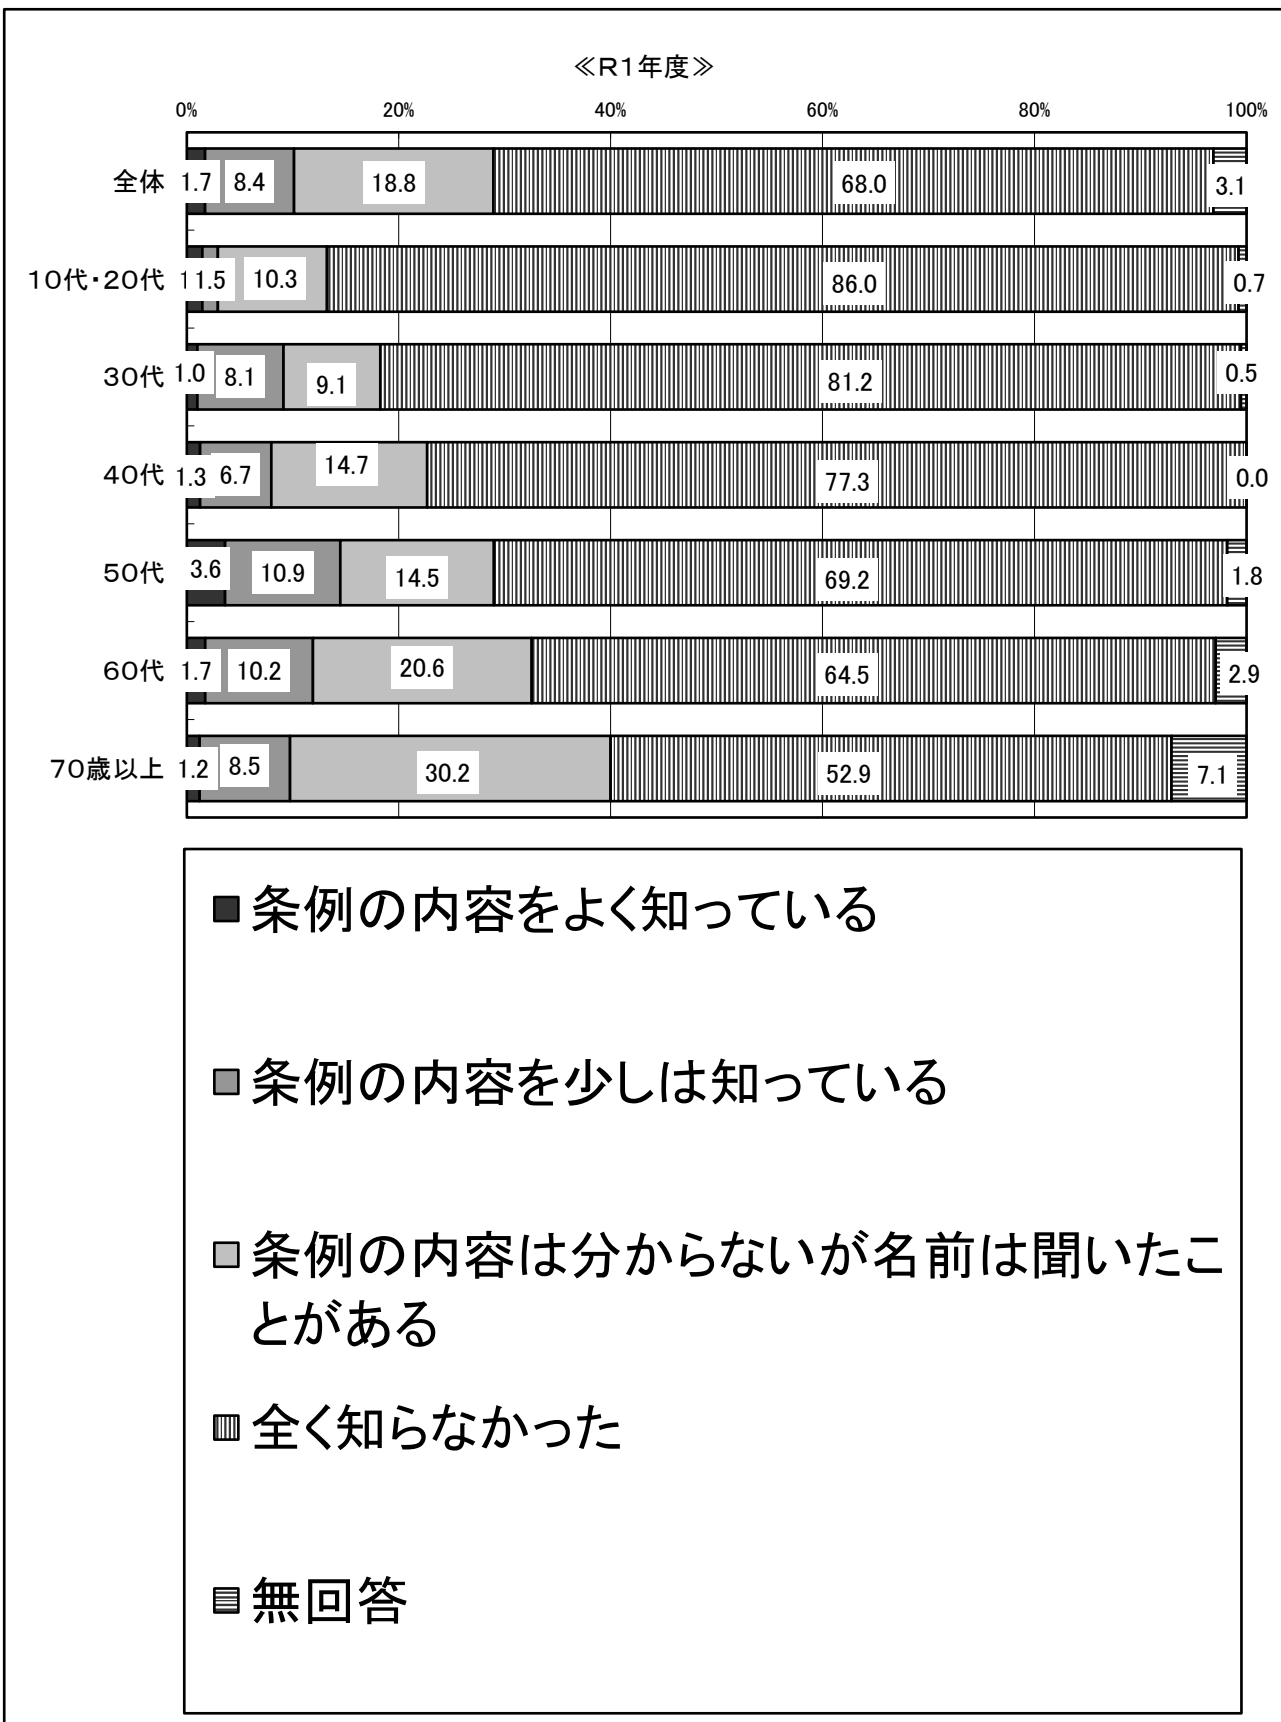 ≪R1年度≫
0% 20% 40% 60% 80% 100%
全体 1.7 8.4 18.8 68.0 3.1
10代・20代 1.5 10.3 86.0 0.7
30代 1.0 8.1 9.1 81.2 0.5
40代 1.3 6.7 14.7 77.3 0.0
50代 3.6 10.9 14.5 69.2 1.8
60代 1.7 10.2 20.6 64.5 2.9
70歳以上 1.2 8.5 30.2 52.9 7.1
条例の内容をよく知っている
条例の内容を少しは知っている
条例の内容は分からないが名前は聞いたこ
とがある
全く知らなかった
無回答